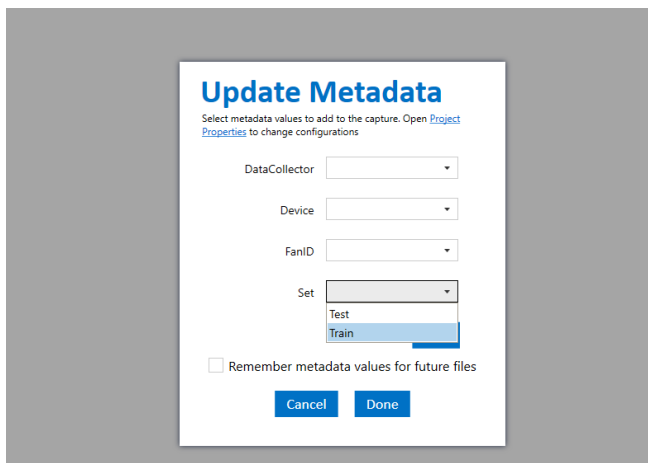 Update Metadata
Select metadata values to add to the capture. Open Project
Properties to change configurations
DataCollector
Device
FanID
Set
Test
Train
Remember metadata values for future files
Cancel Done